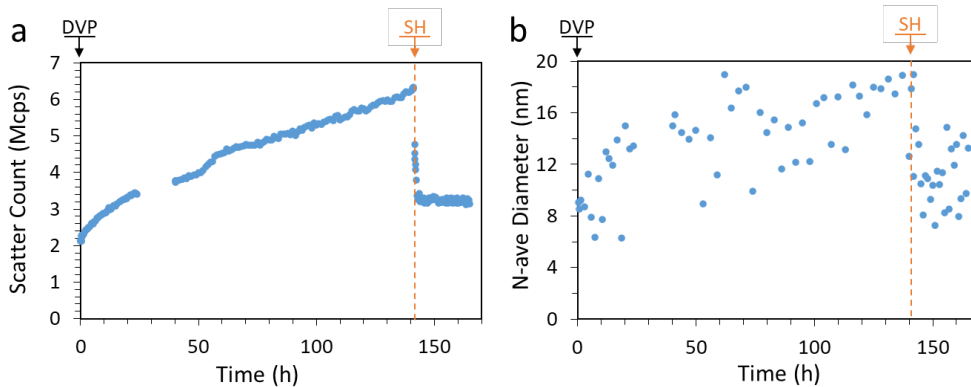 a
DVP
SH
7
6
5
4
3
2
1
0
Scatter Count (Mcps)
0
50
100
150
Time (h)
b
DVP
SH
20
16
12
8
4
0
N-ave Diameter (nm)
0
50
100
150
Time (h)